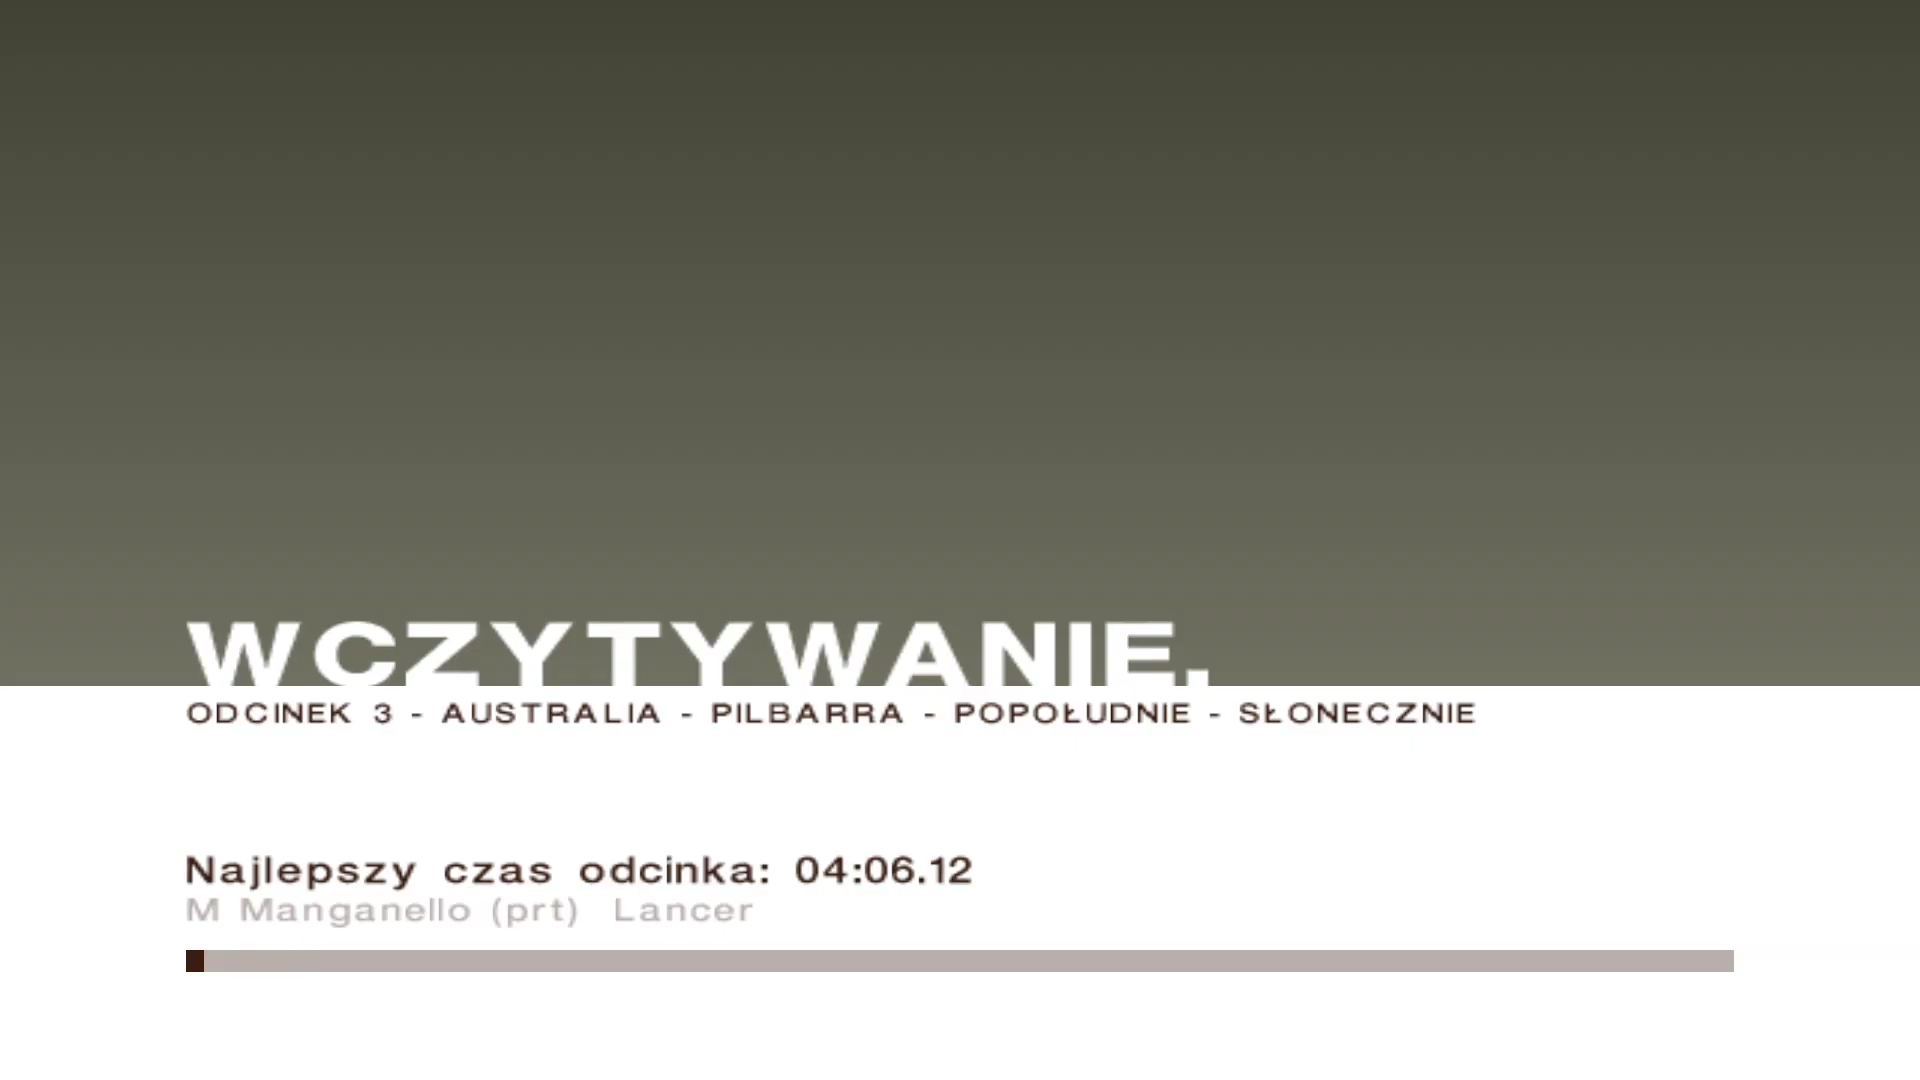 WCZYTYWANIE.
ODCINEK 3 - AUSTRALIA - PILBARRA - POPOŁUDNIE - SŁONECZNIE
Najlepszy czas odcinka: 04:06.12
M Manganello (prt) Lancer